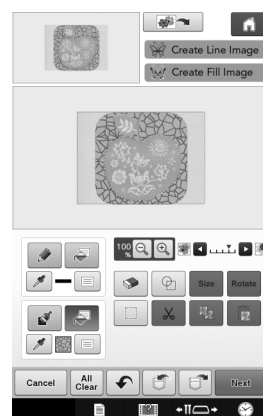 Create Line Image
Create Fill Image
100 %
Size Rotate
Cancel All Clear Next